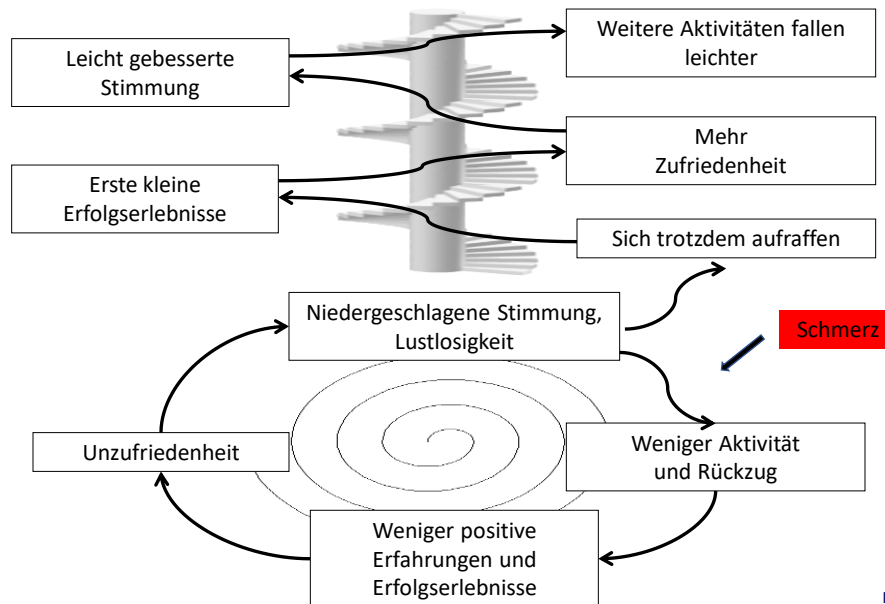 Leicht gebesserte
Stimmung
Weitere Aktivitäten fallen
leichter
Mehr
Zufriedenheit
Erste kleine
Erfolgserlebnisse
Sich trotzdem aufraffen
Niedergeschlagene Stimmung,
Lustlosigkeit
Schmerz
Unzufriedenheit
Weniger Aktivität
und Rückzug
Weniger positive
Erfahrungen und
Erfolgserlebnisse